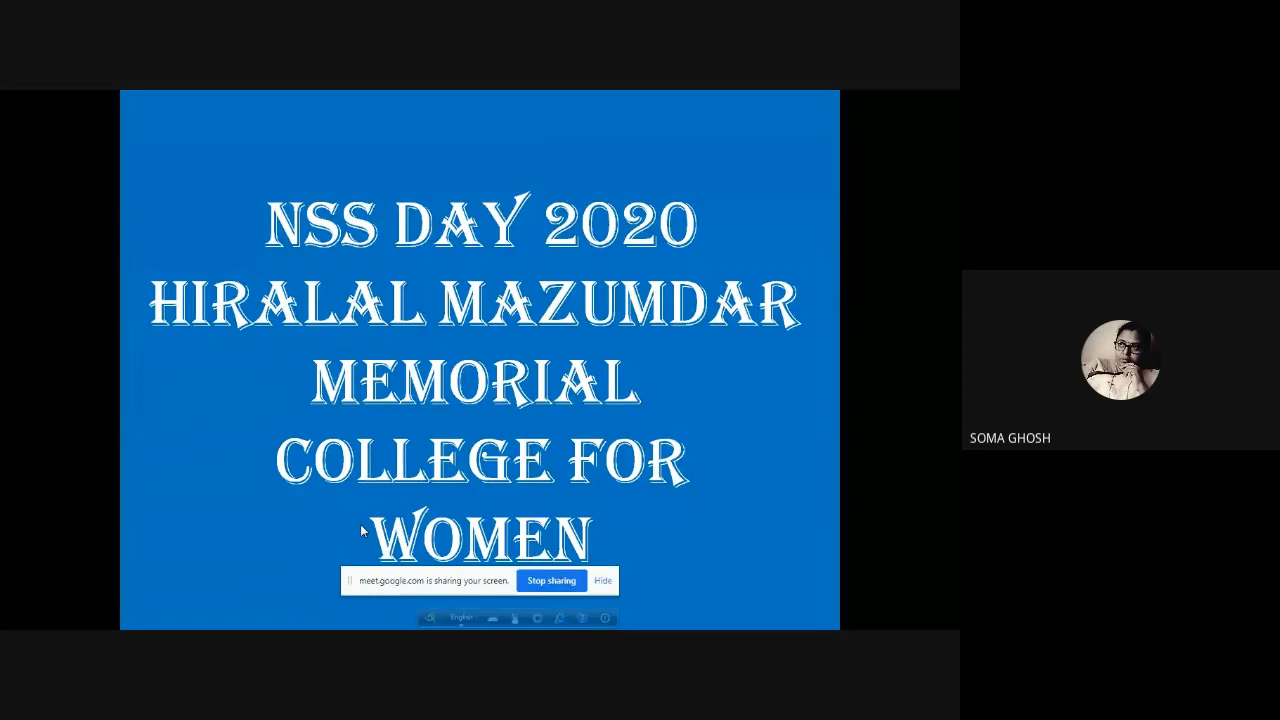 NSS DAY 2020
HIRALAL MAZUMDAR
MEMORIAL
COLLEGE FOR
WOMEN
meet.google.com is sharing your screen.
Stop sharing
Hide
English
SOMA GHOSH